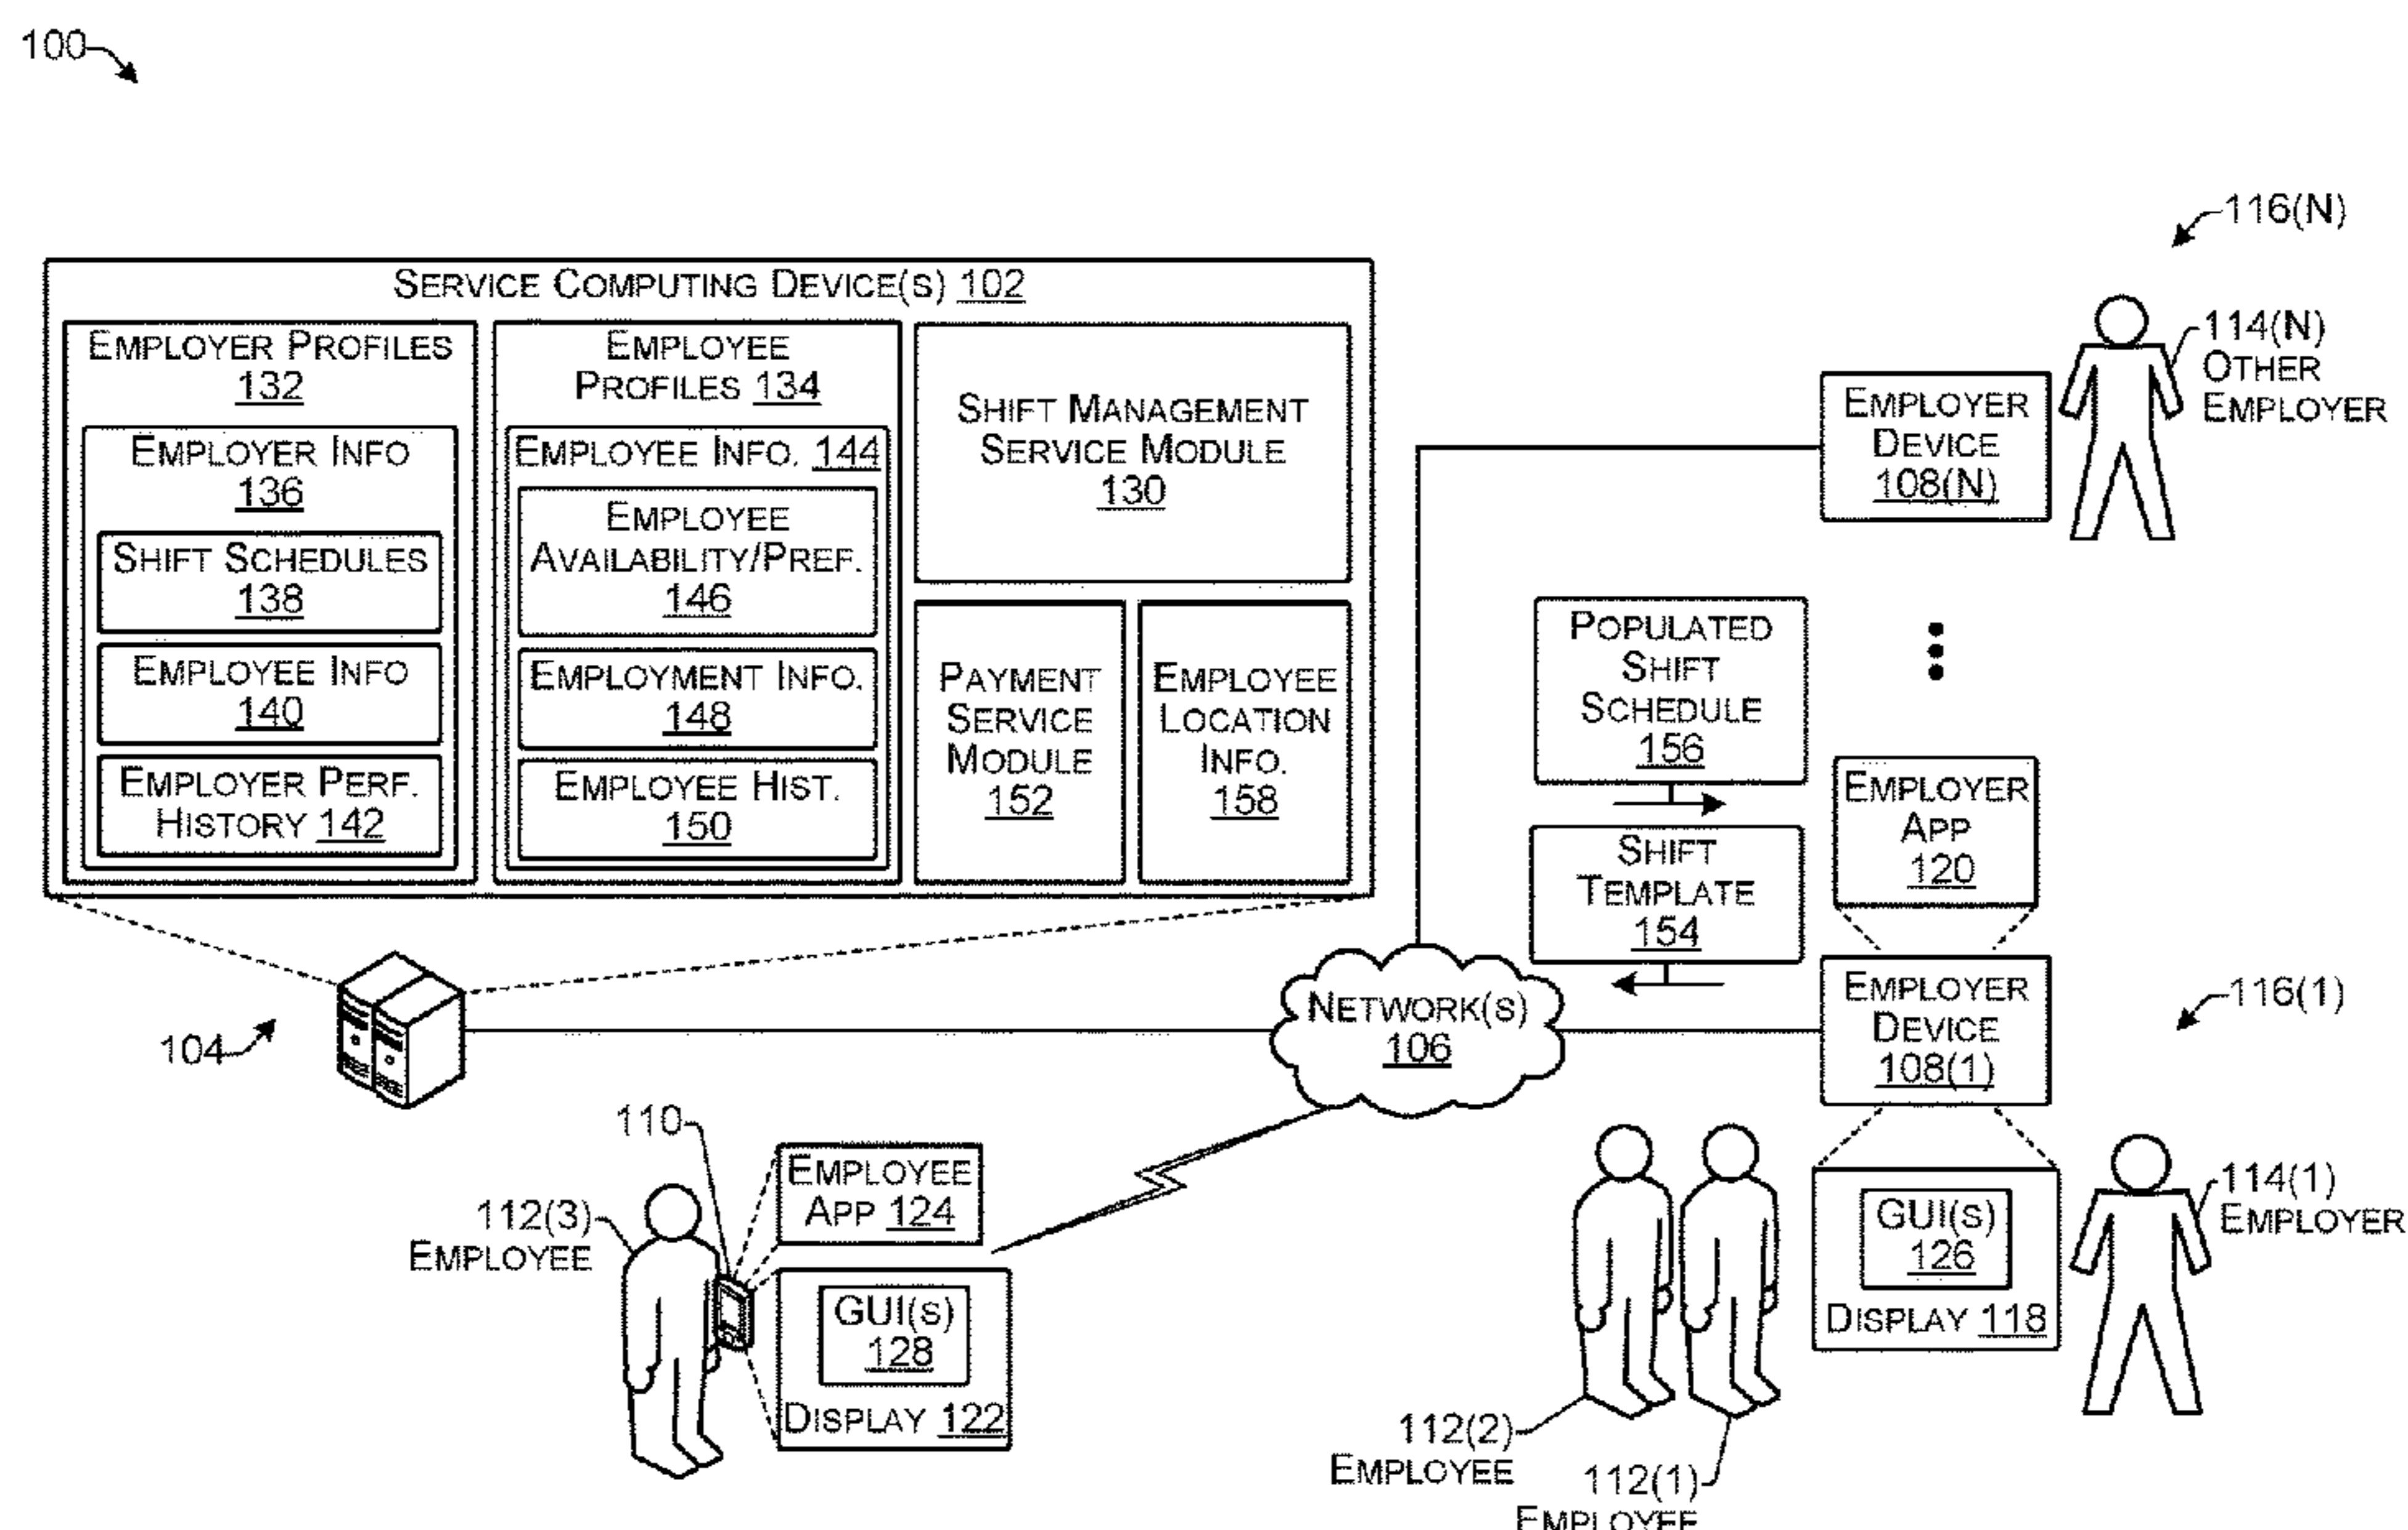 100
116(N)
SERVICE COMPUTING DEVICE(S) 102
EMPLOYER PROFILES
132
EMPLOYER INFO
136
SHIFT SCHEDULES
138
EMPLOYEE INFO
140
EMPLOYER PERF.
HISTORY 142
EMPLOYEE
PROFILES 134
EMPLOYEE INFO. 144
EMPLOYEE
AVAILABILITY/PREF.
146
EMPLOYMENT INFO.
148
EMPLOYEE HIST.
150
SHIFT MANAGEMENT
SERVICE MODULE
130
PAYMENT
SERVICE
MODULE
152
EMPLOYEE
LOCATION
INFO.
158
EMPLOYER
DEVICE
108(N)
114(N)
OTHER
EMPLOYER
POPULATED
SHIFT
SCHEDULE
156
SHIFT
TEMPLATE
154
EMPLOYER
APP
120
EMPLOYER
DEVICE
108(1)
116(1)
104
NETWORK(S)
106
110
EMPLOYEE
APP 124
112(3)
EMPLOYEE
GUI(S)
128
DISPLAY 122
GUI(S)
126
DISPLAY 118
114(1)
EMPLOYER
112(2)
EMPLOYEE
112(1)
EMPLOYEE